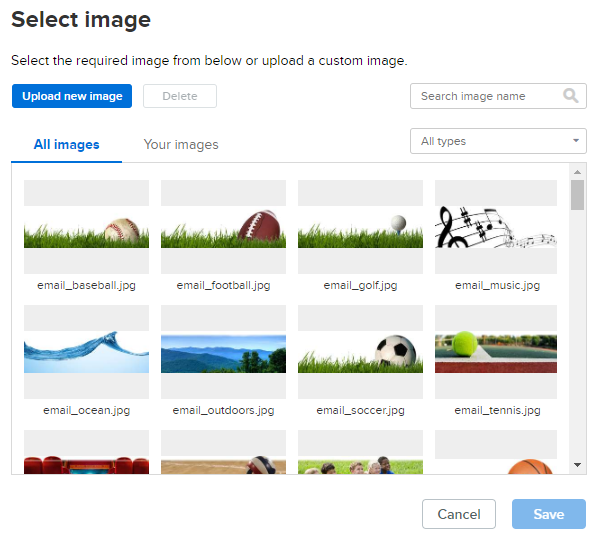 Select image
Select the required image from below or upload a custom image.
Upload new image Delete Search image name
All images Your images All types
email_baseball.jpg email_football.jpg email_golf.jpg email_music.jpg
email_ocean.jpg email_outdoors.jpg email_soccer.jpg email_tennis.jpg
Cancel Save